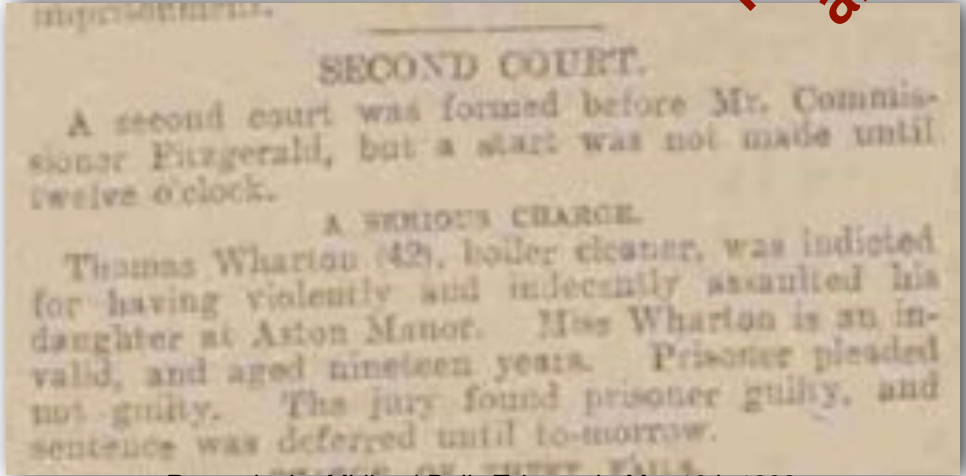 imprisonment.
SECOND COURT.
A second court was formed before Mr. Commis-
sioner Fitzgerald, but a start was not made until
twelve o'clock.
A SERIOUS CHARGE.
Thomas Wharton (42), boiler cleaner, was indicted
for having violently and indecently assaulted his
daughter at Aston Manor. Miss Wharton is an in-
valid, and aged nineteen years. Prisoner pleaded
not guilty. The jury found prisoner guilty, and
sentence was deferred until to-morrow.